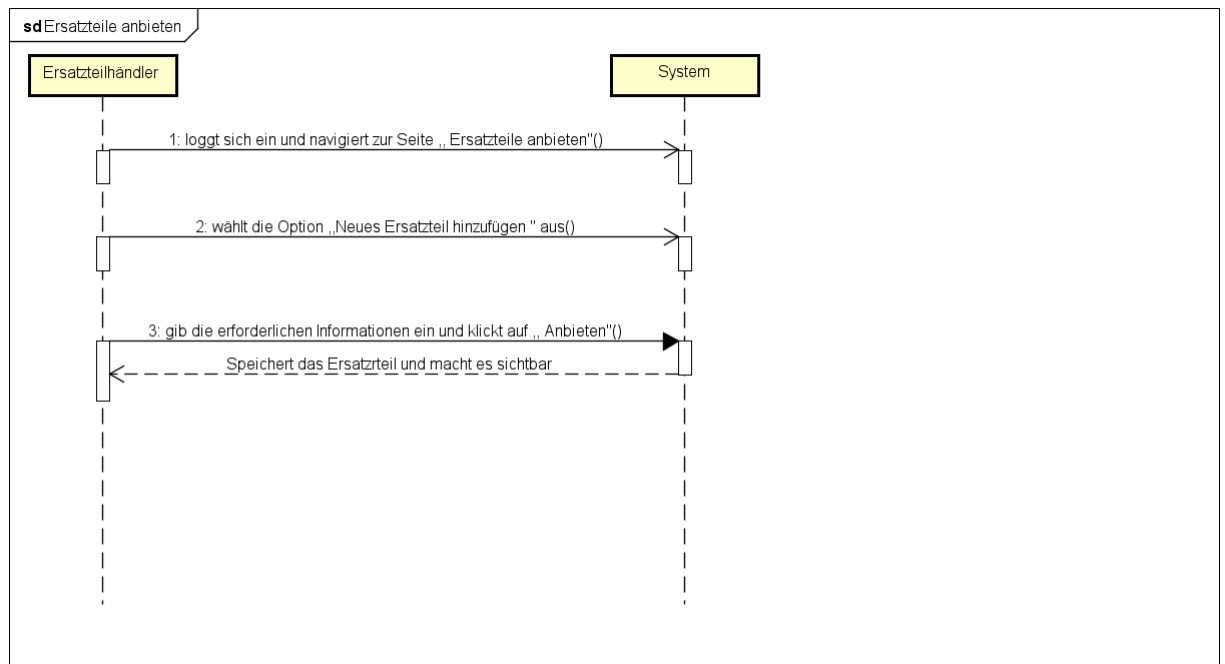 sd Ersatzteile anbieten
Ersatzteilhändler
System
1: loggt sich ein und navigiert zur Seite ,, Ersatzteile anbieten"()
2: wählt die Option ,,Neues Ersatzteil hinzufügen " aus()
3: gib die erforderlichen Informationen ein und klickt auf ,, Anbieten"()
Speichert das Ersatzrteil und macht es sichtbar